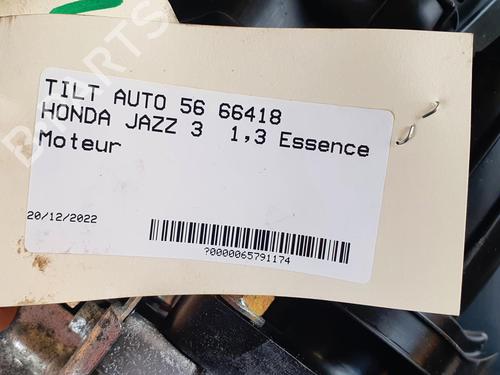 TILT AUTO 56 66418
HONDA JAZZ 3 1,3 Essence
Moteur
20/12/2022
?0000065791174